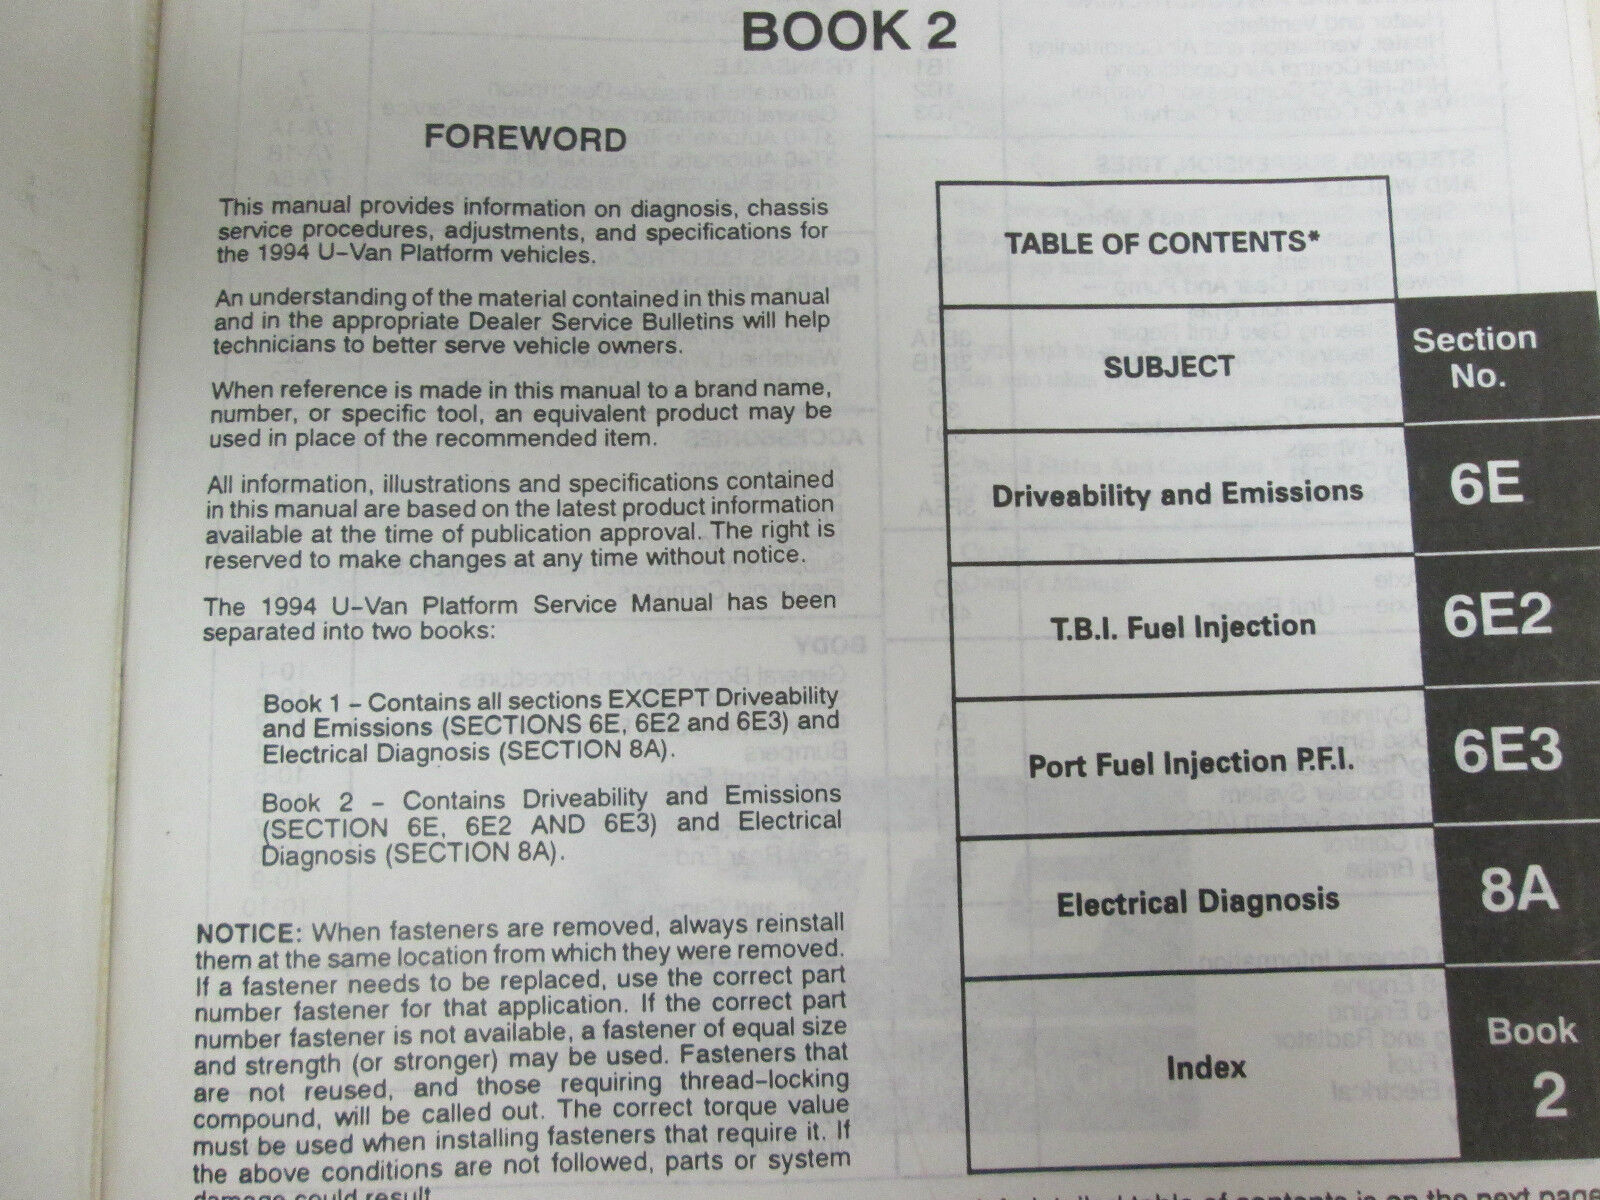 BOOK 2
FOREWORD
This manual provides information on diagnosis, chassis
service procedures, adjustments, and specifications for
the 1994 U-Van Platform vehicles.
An understanding of the material contained in this manual
and in the appropriate Dealer Service Bulletins will help
technicians to better serve vehicle owners.
When reference is made in this manual to a brand name,
number, or specific tool, an equivalent product may be
used in place of the recommended item.
All information, illustrations and specifications contained
in this manual are based on the latest product information
available at the time of publication approval. The right is
reserved to make changes at any time without notice.
The 1994 U-Van Platform Service Manual has been
separated into two books:
Book 1 - Contains all sections EXCEPT Driveability
and Emissions (SECTIONS 6E, 6E2 and 6E3) and
Electrical Diagnosis (SECTION 8A).
Book 2 - Contains Driveability and Emissions
(SECTION 6E, 6E2 AND 6E3) and Electrical
Diagnosis (SECTION 8A).
NOTICE: When fasteners are removed, always reinstall
them at the same location from which they were removed.
If a fastener needs to be replaced, use the correct part
number fastener for that application. If the correct part
number fastener is not available, a fastener of equal size
and strength (or stronger) may be used. Fasteners that
are not reused, and those requiring thread-locking
compound, will be called out. The correct torque value
must be used when installing fasteners that require it. If
the above conditions are not followed, parts or system
damage could result.
TABLE OF CONTENTS*
SUBJECT
Section
No.
Driveability and Emissions
6E
T.B.I. Fuel Injection
6E2
Port Fuel Injection P.F.I.
6E3
Electrical Diagnosis
8A
Index
Book
2
detailed table of contents is on the next page